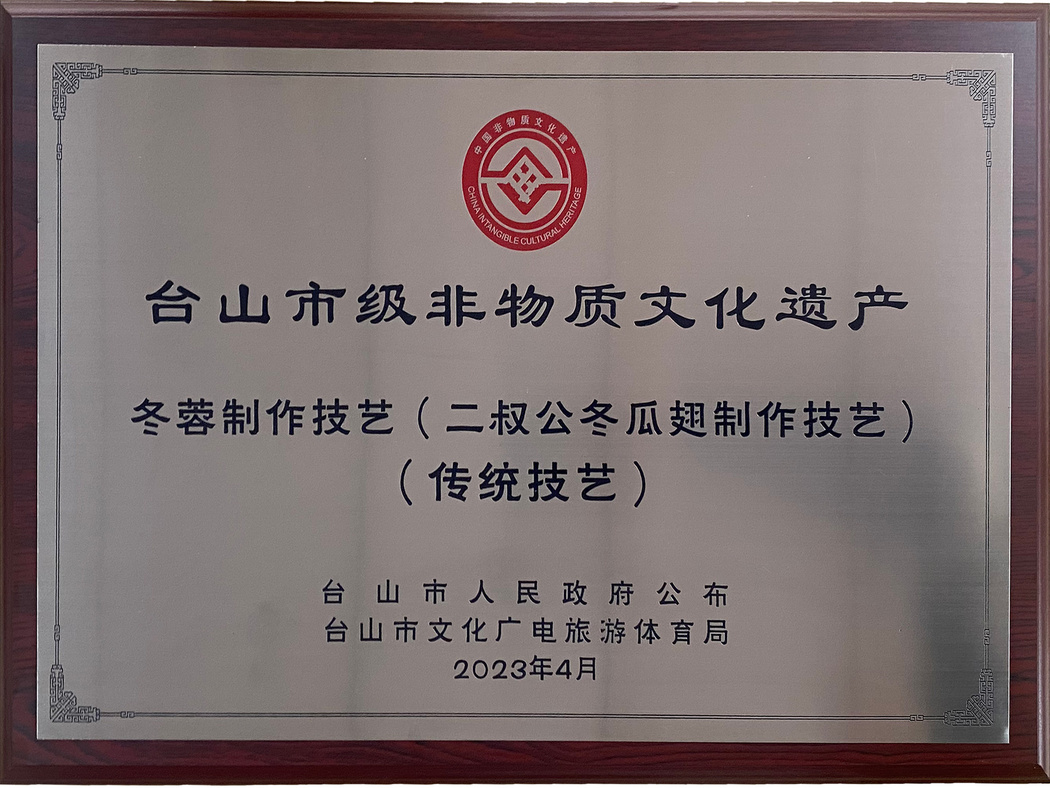 中国非物质文化遗产
CHINA INTANGIBLE CULTURAL HERITAGE
台山市级非物质文化遗产
冬蓉制作技艺（二叔公冬瓜翅制作技艺）
（传统技艺）
台山市人民政府公布
台山市文化广电旅游体育局
2023年4月